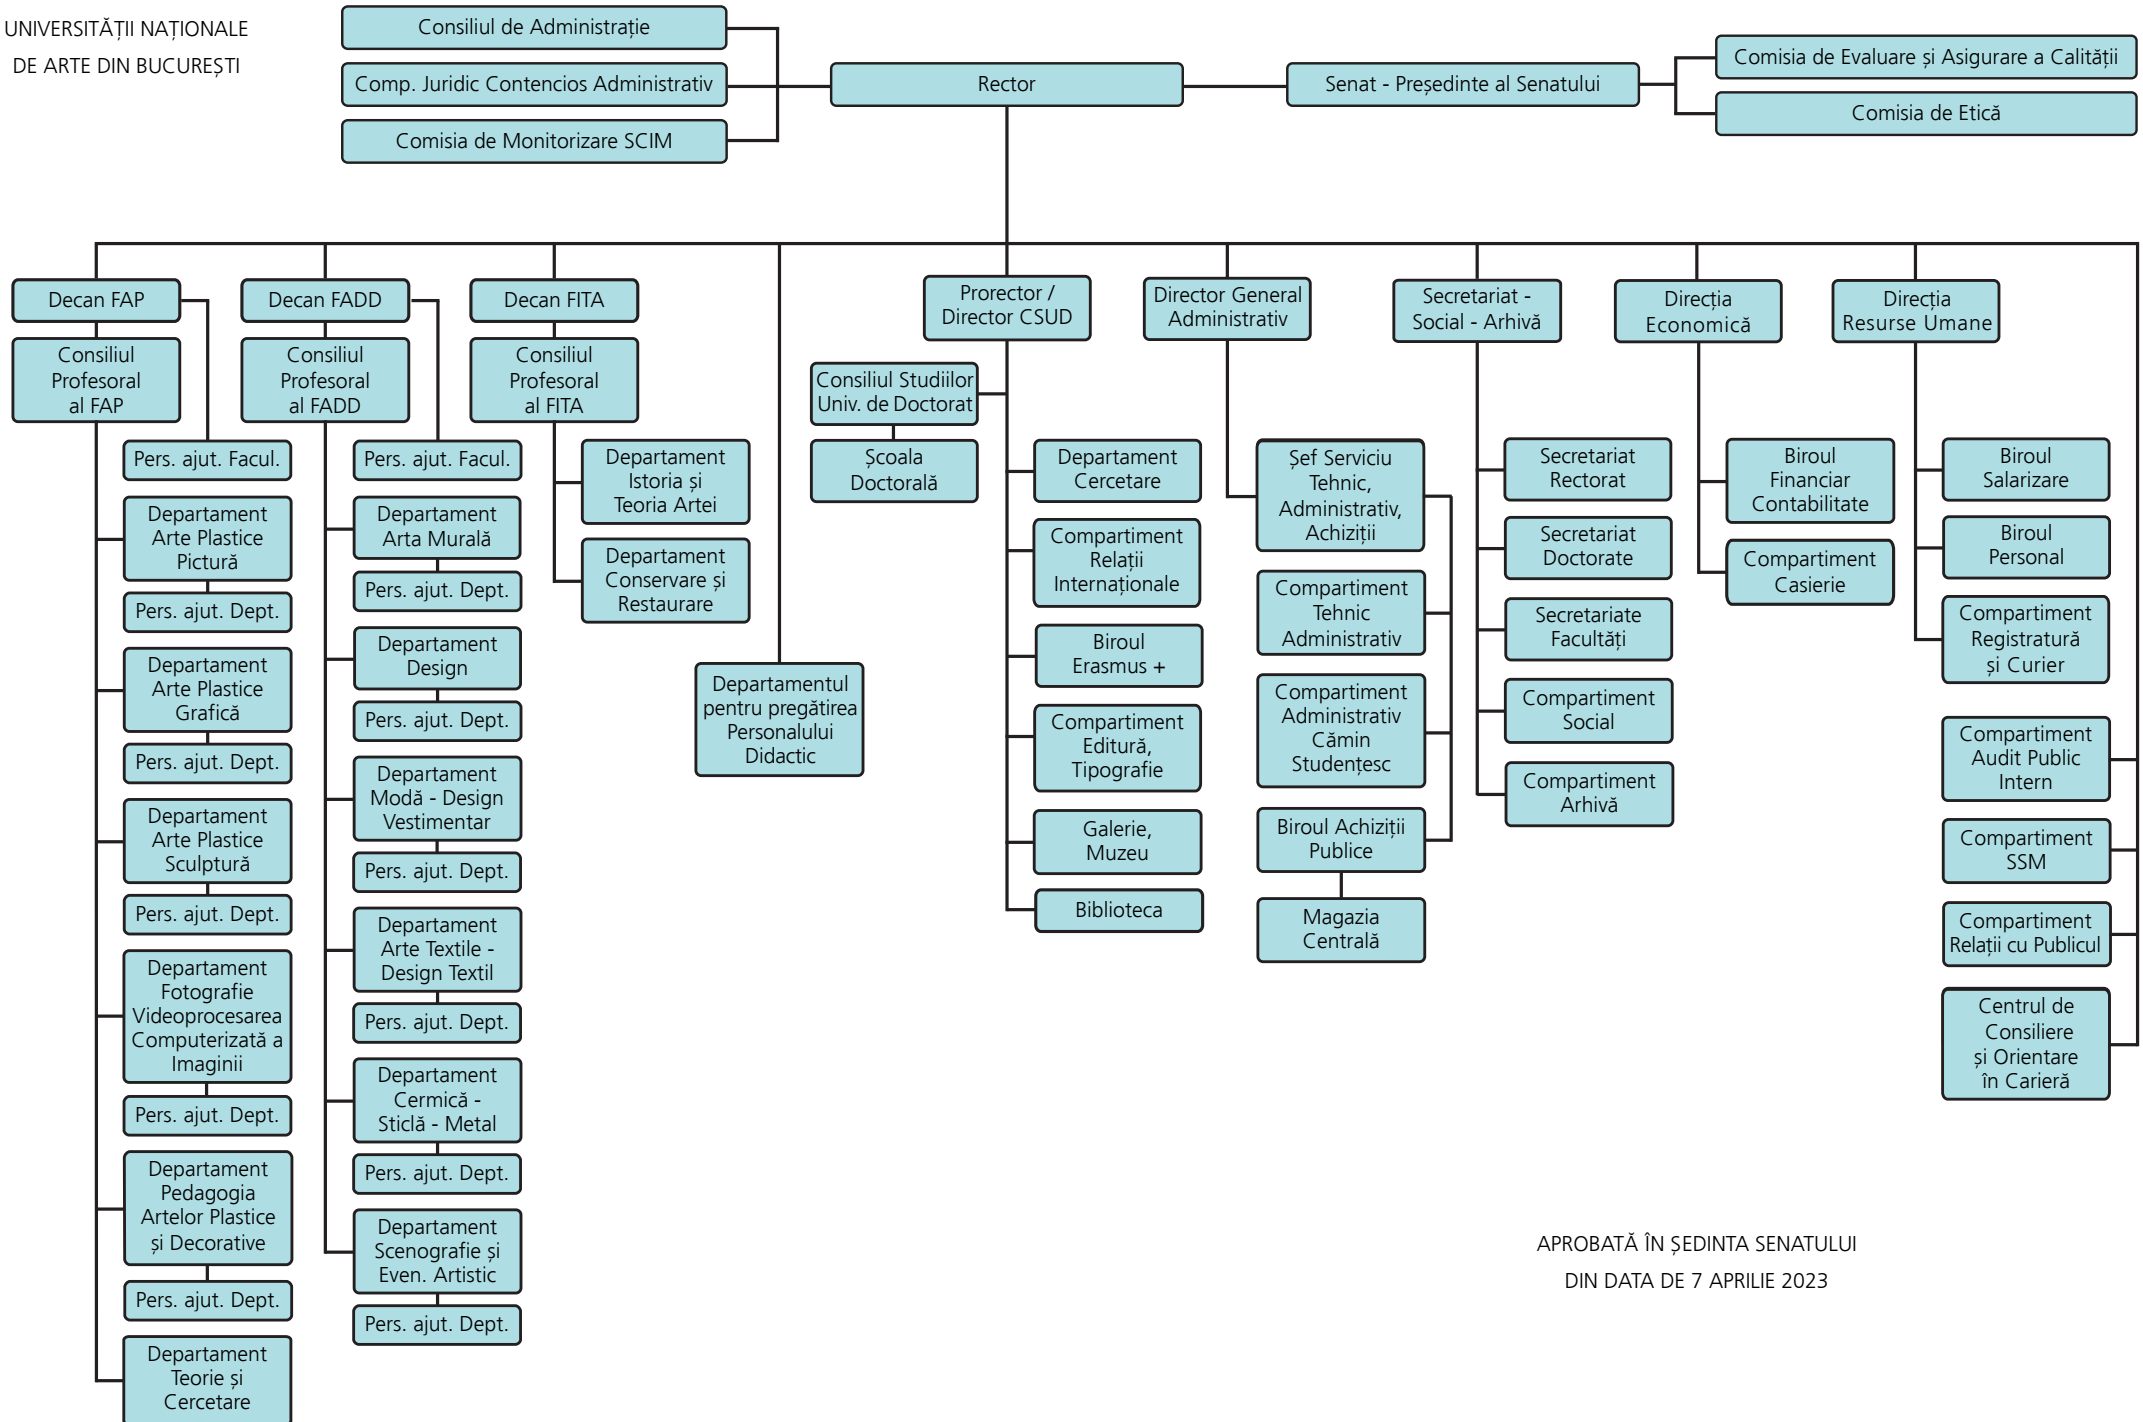 UNIVERSITĂȚII NAȚIONALE
DE ARTE DIN BUCUREȘTI
Consiliul de Administrație
Comp. Juridic Contencios Administrativ
Comisia de Monitorizare SCIM
Rector
Senat - Președinte al Senatului
Comisia de Evaluare și Asigurare a Calității
Comisia de Etică
Decan FAP
Consiliul
Profesoral
al FAP
Pers. ajut. Facul.
Departament
Arte Plastice
Pictură
Pers. ajut. Dept.
Departament
Arte Plastice
Grafică
Pers. ajut. Dept.
Departament
Arte Plastice
Sculptură
Pers. ajut. Dept.
Departament
Fotografie
Videoprocesarea
Computerizată a
Imaginii
Pers. ajut. Dept.
Departament
Pedagogia
Artelor Plastice
și Decorative
Pers. ajut. Dept.
Departament
Teorie și
Cercetare
Decan FADD
Consiliul
Profesoral
al FADD
Pers. ajut. Facul.
Departament
Arta Murală
Pers. ajut. Dept.
Departament
Design
Pers. ajut. Dept.
Departament
Modă - Design
Vestimentar
Pers. ajut. Dept.
Departament
Arte Textile -
Design Textil
Pers. ajut. Dept.
Departament
Cermică -
Sticlă - Metal
Pers. ajut. Dept.
Departament
Scenografie și
Even. Artistic
Pers. ajut. Dept.
Decan FITA
Consiliul
Profesoral
al FITA
Departament
Istoria și
Teoria Artei
Departament
Conservare și
Restaurare
Departamentul
pentru pregătirea
Personalului
Didactic
Prorector /
Director CSUD
Consiliul Studiilor
Univ. de Doctorat
Școala
Doctorală
Departament
Cercetare
Compartiment
Relații
Internaționale
Biroul
Erasmus +
Compartiment
Editură,
Tipografie
Galerie,
Muzeu
Biblioteca
Director General
Administrativ
Șef Serviciu
Tehnic,
Administrativ,
Achiziții
Compartiment
Tehnic
Administrativ
Compartiment
Administrativ
Cămin
Studențesc
Biroul Achiziții
Publice
Magazia
Centrală
Secretariat -
Social - Arhivă
Secretariat
Rectorat
Secretariat
Doctorate
Secretariate
Facultăți
Compartiment
Social
Compartiment
Arhivă
Direcția
Economică
Biroul
Financiar
Contabilitate
Compartiment
Casierie
Direcția
Resurse Umane
Biroul
Salarizare
Biroul
Personal
Compartiment
Registratură
și Curier
Compartiment
Audit Public
Intern
Compartiment
SSM
Compartiment
Relații cu Publicul
Centrul de
Consiliere
și Orientare
în Carieră
APROBATĂ ÎN ȘEDINTA SENATULUI
DIN DATA DE 7 APRILIE 2023